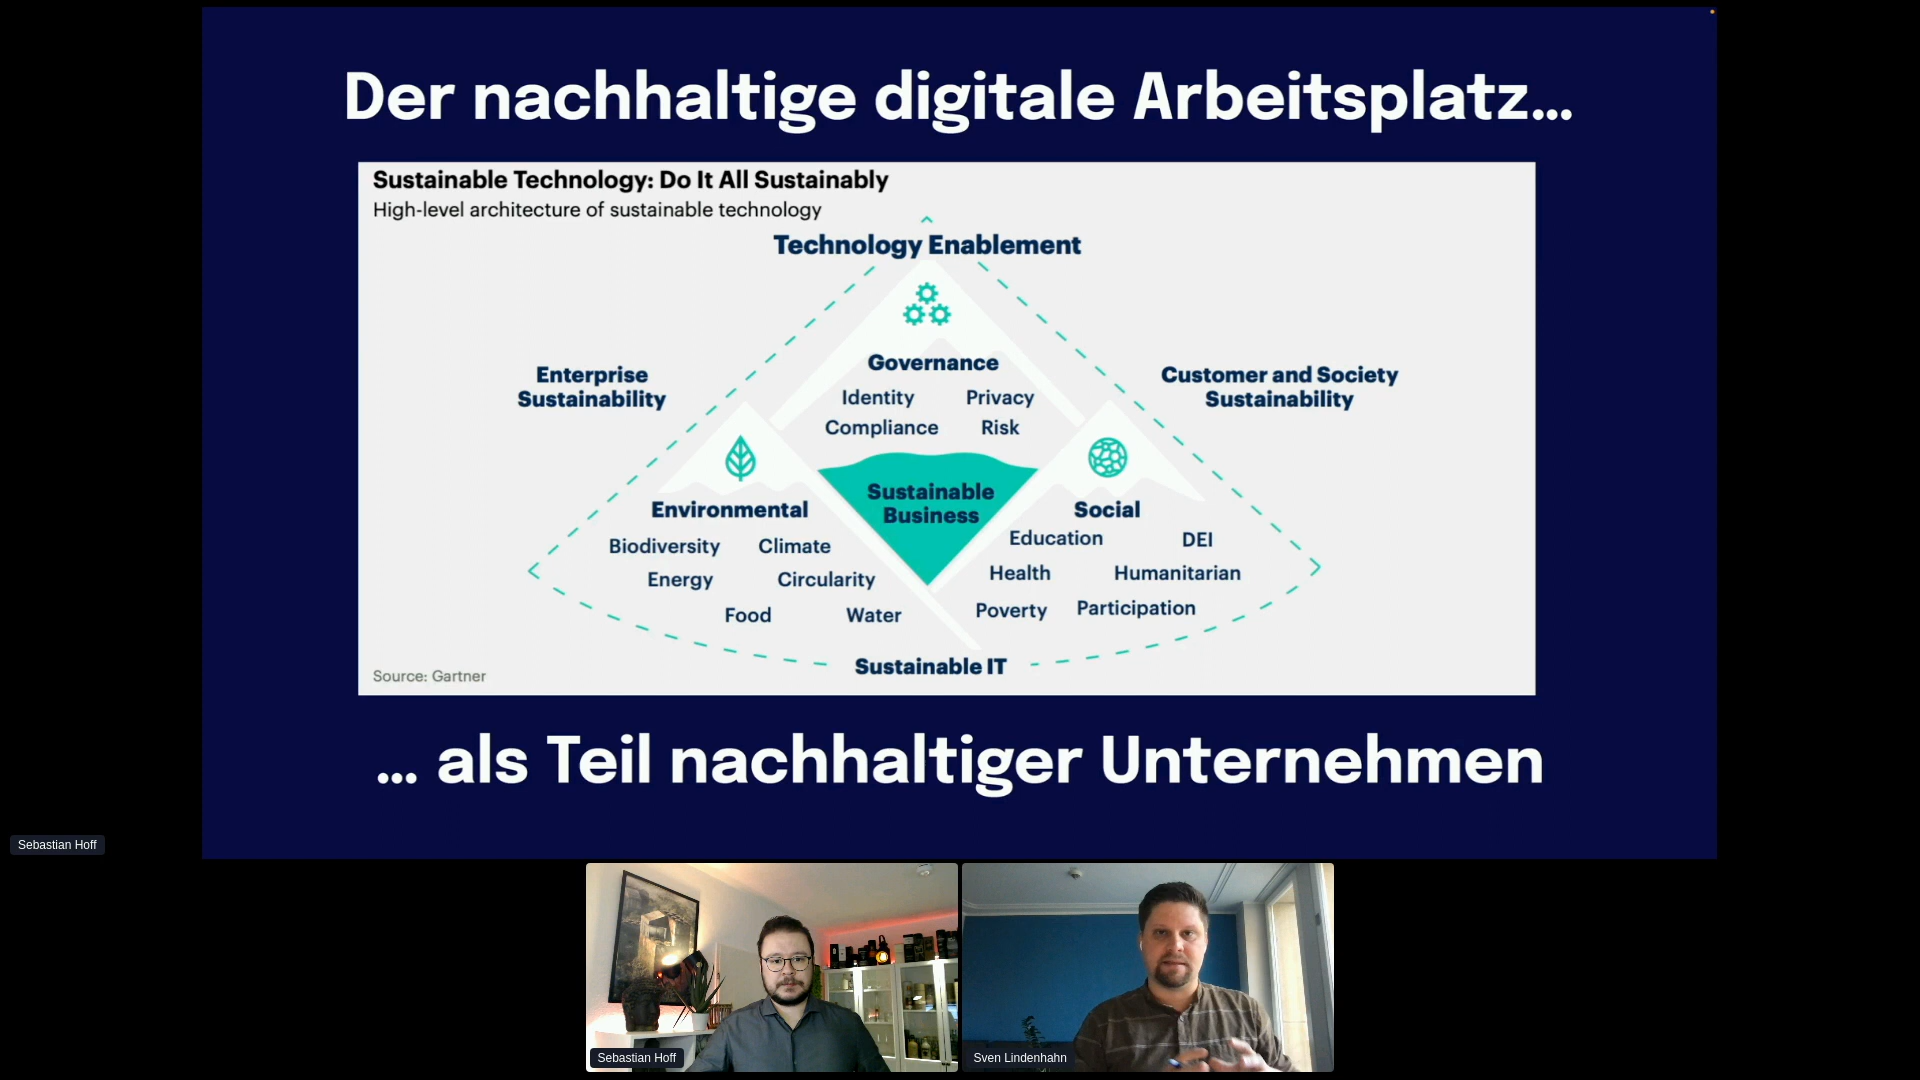 Der nachhaltige digitale Arbeitsplatz...
Sustainable Technology: Do It All Sustainably
High-level architecture of sustainable technology
Technology Enablement
Governance
Identity Privacy
Compliance Risk
Enterprise
Sustainability
Customer and Society
Sustainability
Sustainable
Business
Environmental
Biodiversity Climate
Energy Circularity
Food Water
Social
Education DEI
Health Humanitarian
Poverty Participation
Sustainable IT
Source: Gartner
... als Teil nachhaltiger Unternehmen
Sebastian Hoff
Sebastian Hoff
Sven Lindenhahn